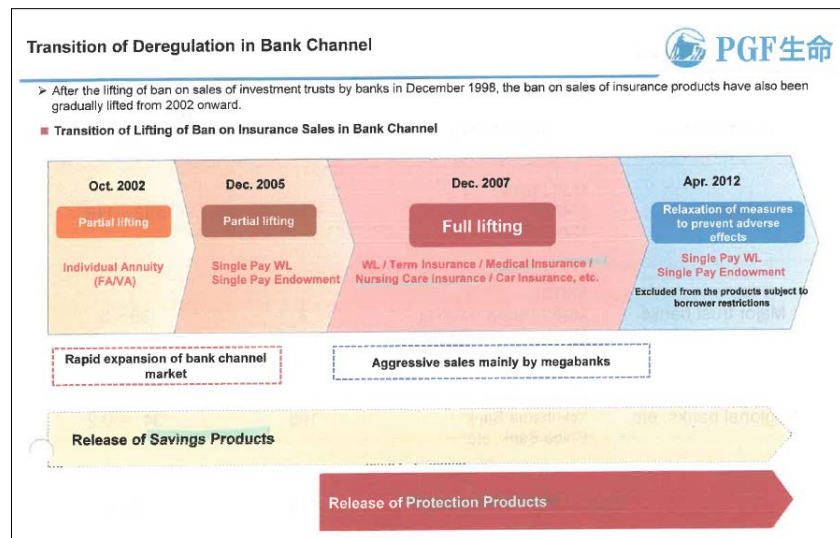 Transition of Deregulation in Bank Channel
PGF生命
➤ After the lifting of ban on sales of investment trusts by banks in December 1998, the ban on sales of insurance products have also been
gradually lifted from 2002 onward.
■ Transition of Lifting of Ban on Insurance Sales in Bank Channel
Oct. 2002
Partial lifting
Individual Annuity
(FA/VA)
Dec. 2005
Partial lifting
Single Pay WL
Single Pay Endowment
Dec. 2007
Full lifting
WL / Term Insurance / Medical Insurance /
Nursing Care Insurance / Car Insurance, etc.
Apr. 2012
Relaxation of measures
to prevent adverse
effects
Single Pay WL
Single Pay Endowment
Excluded from the products subject to
borrower restrictions
Rapid expansion of bank channel
market
Aggressive sales mainly by megabanks
Release of Savings Products
Release of Protection Products